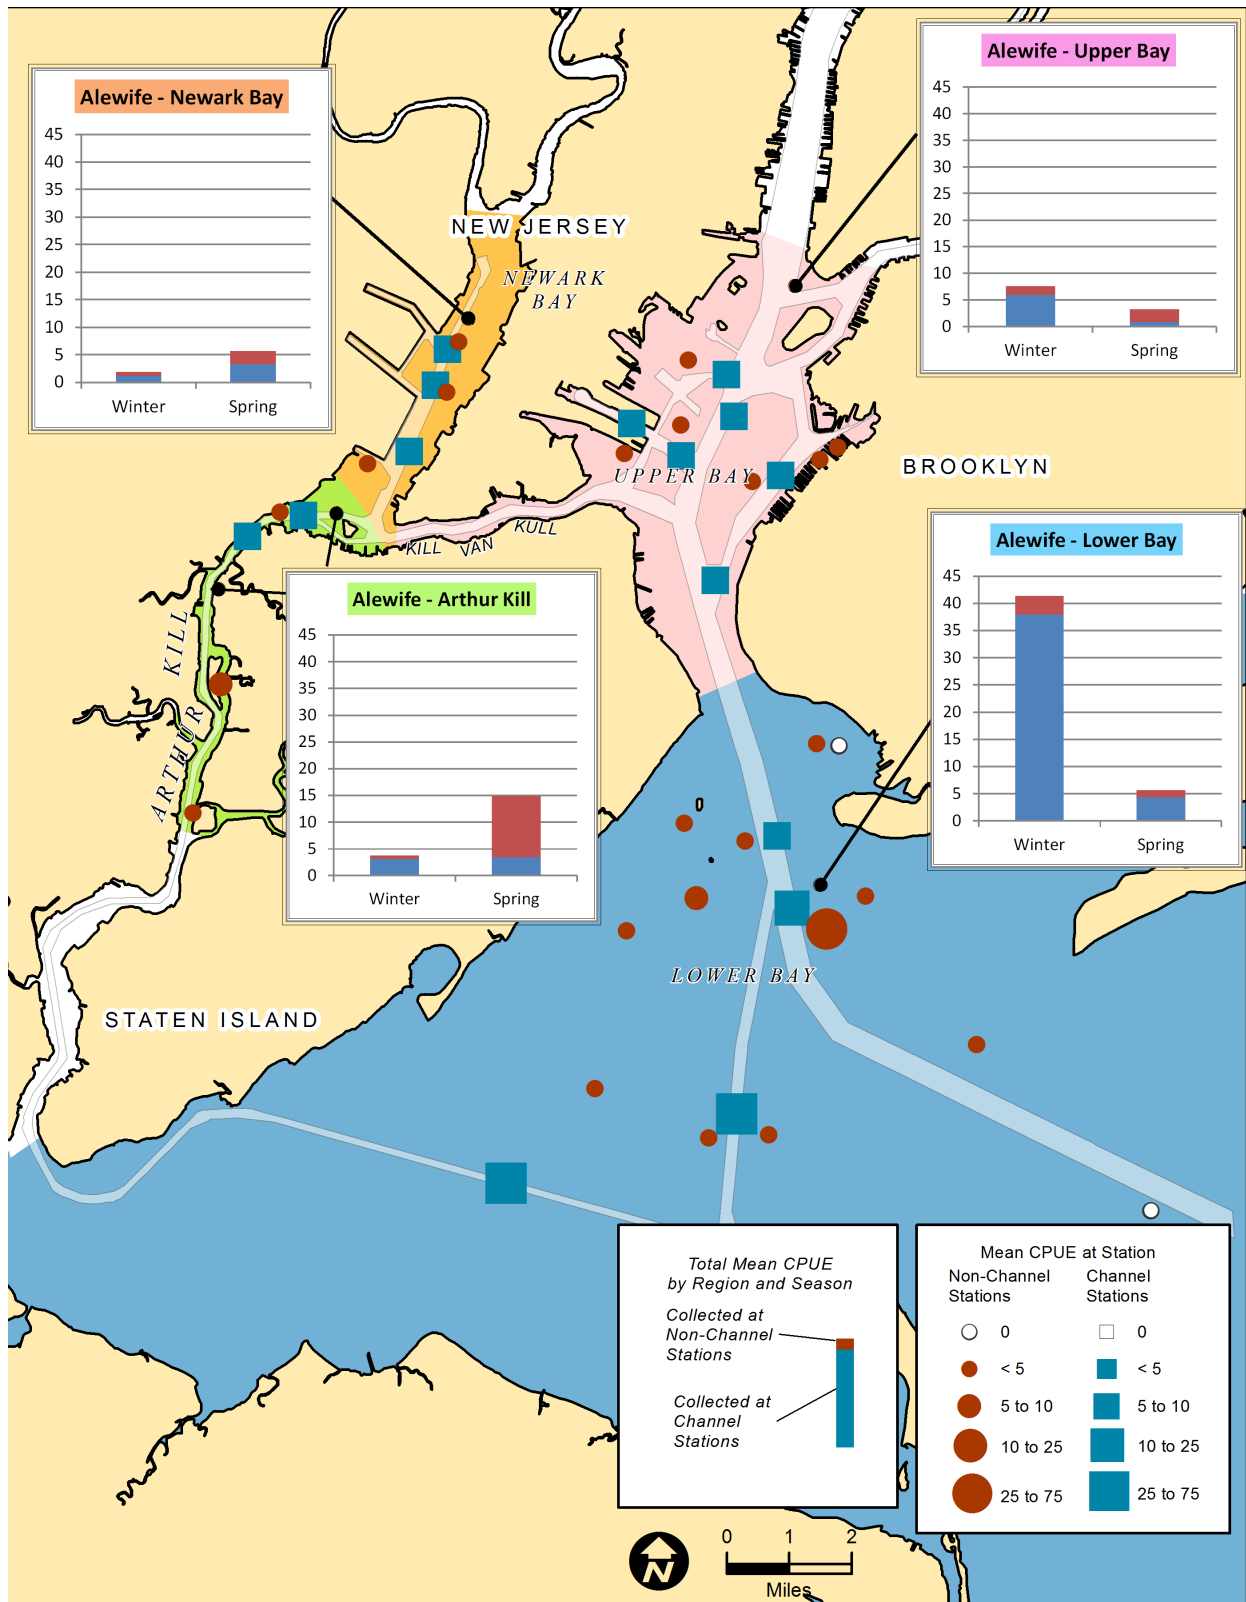 Alewife - Upper Bay
45
40
35
30
25
20
15
10
5
0
Winter
Spring
Alewife - Newark Bay
45
40
35
30
25
20
15
10
5
0
Winter
Spring
NEW JERSEY
NEWARK
BAY
UPPER BAY
BROOKLYN
KILL VAN KULL
Alewife - Lower Bay
45
40
35
30
25
20
15
10
5
0
Winter
Spring
Alewife - Arthur Kill
45
40
35
30
25
20
15
10
5
0
Winter
Spring
ARTHUR KILL
LOWER BAY
STATEN ISLAND
Total Mean CPUE
by Region and Season
Collected at
Non-Channel
Stations
Collected at
Channel
Stations
Mean CPUE at Station
Non-Channel
Stations
Channel
Stations
0
0
< 5
< 5
5 to 10
5 to 10
10 to 25
10 to 25
25 to 75
25 to 75
N
0 1 2
Miles